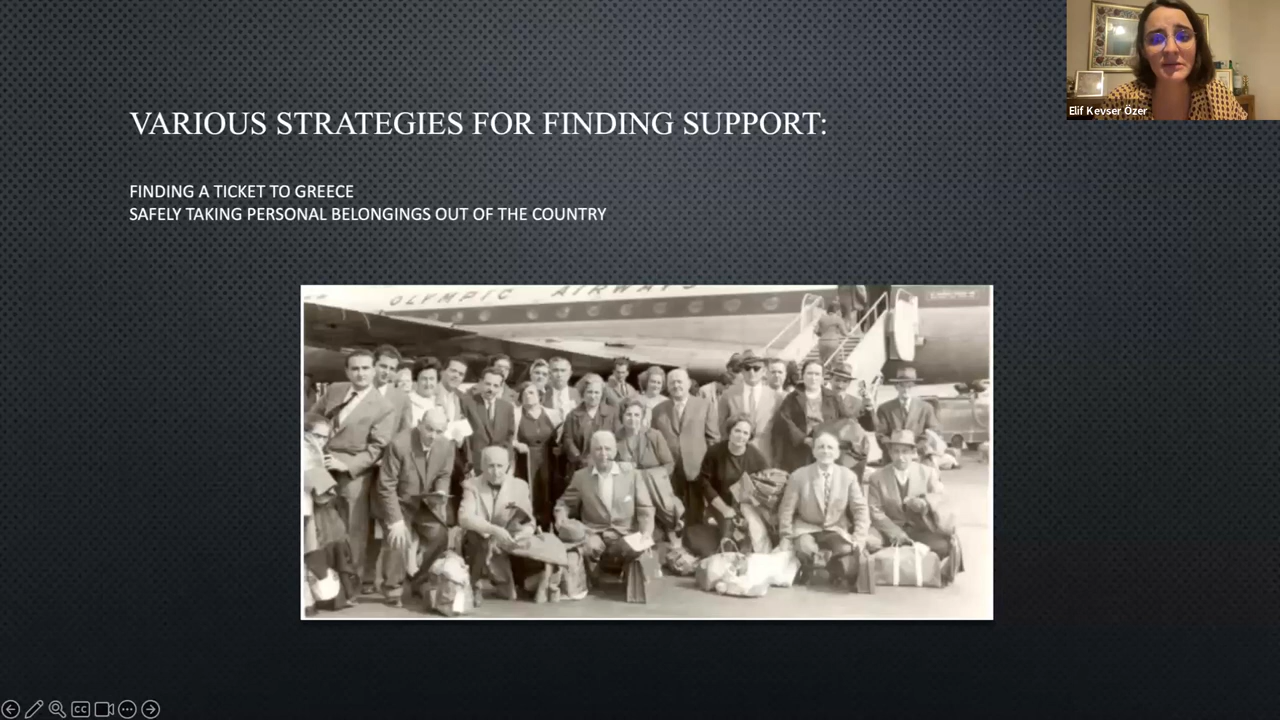 VARIOUS STRATEGIES FOR FINDING SUPPORT:
FINDING A TICKET TO GREECE
SAFELY TAKING PERSONAL BELONGINGS OUT OF THE COUNTRY
Elif Kevser Özer
OLYMPIC AIRWAYS
CC